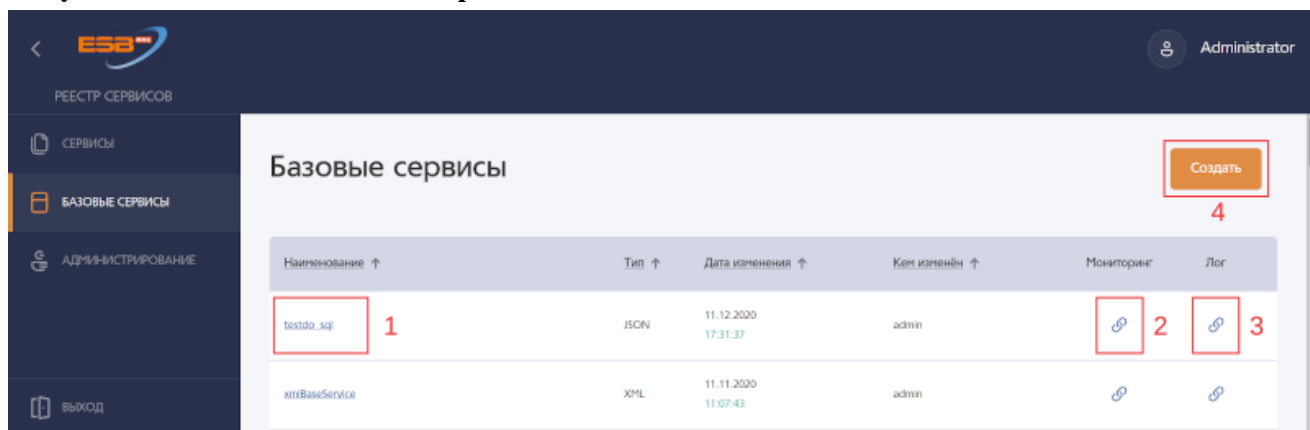 ESB
Administrator
РЕЕСТР СЕРВИСОВ
СЕРВИСЫ
Базовые сервисы
Создать
БАЗОВЫЕ СЕРВИСЫ
4
АДМИНИСТРИРОВАНИЕ
Наименование ↑ Тип ↑ Дата изменения ↑ Кем изменён ↑ Мониторинг Лог
testdo_sql 1 JSON 11.12.2020 admin 2 3
17:31:37
xmlBaseService XML 11.11.2020 admin
11:07:43
ВЫХОД